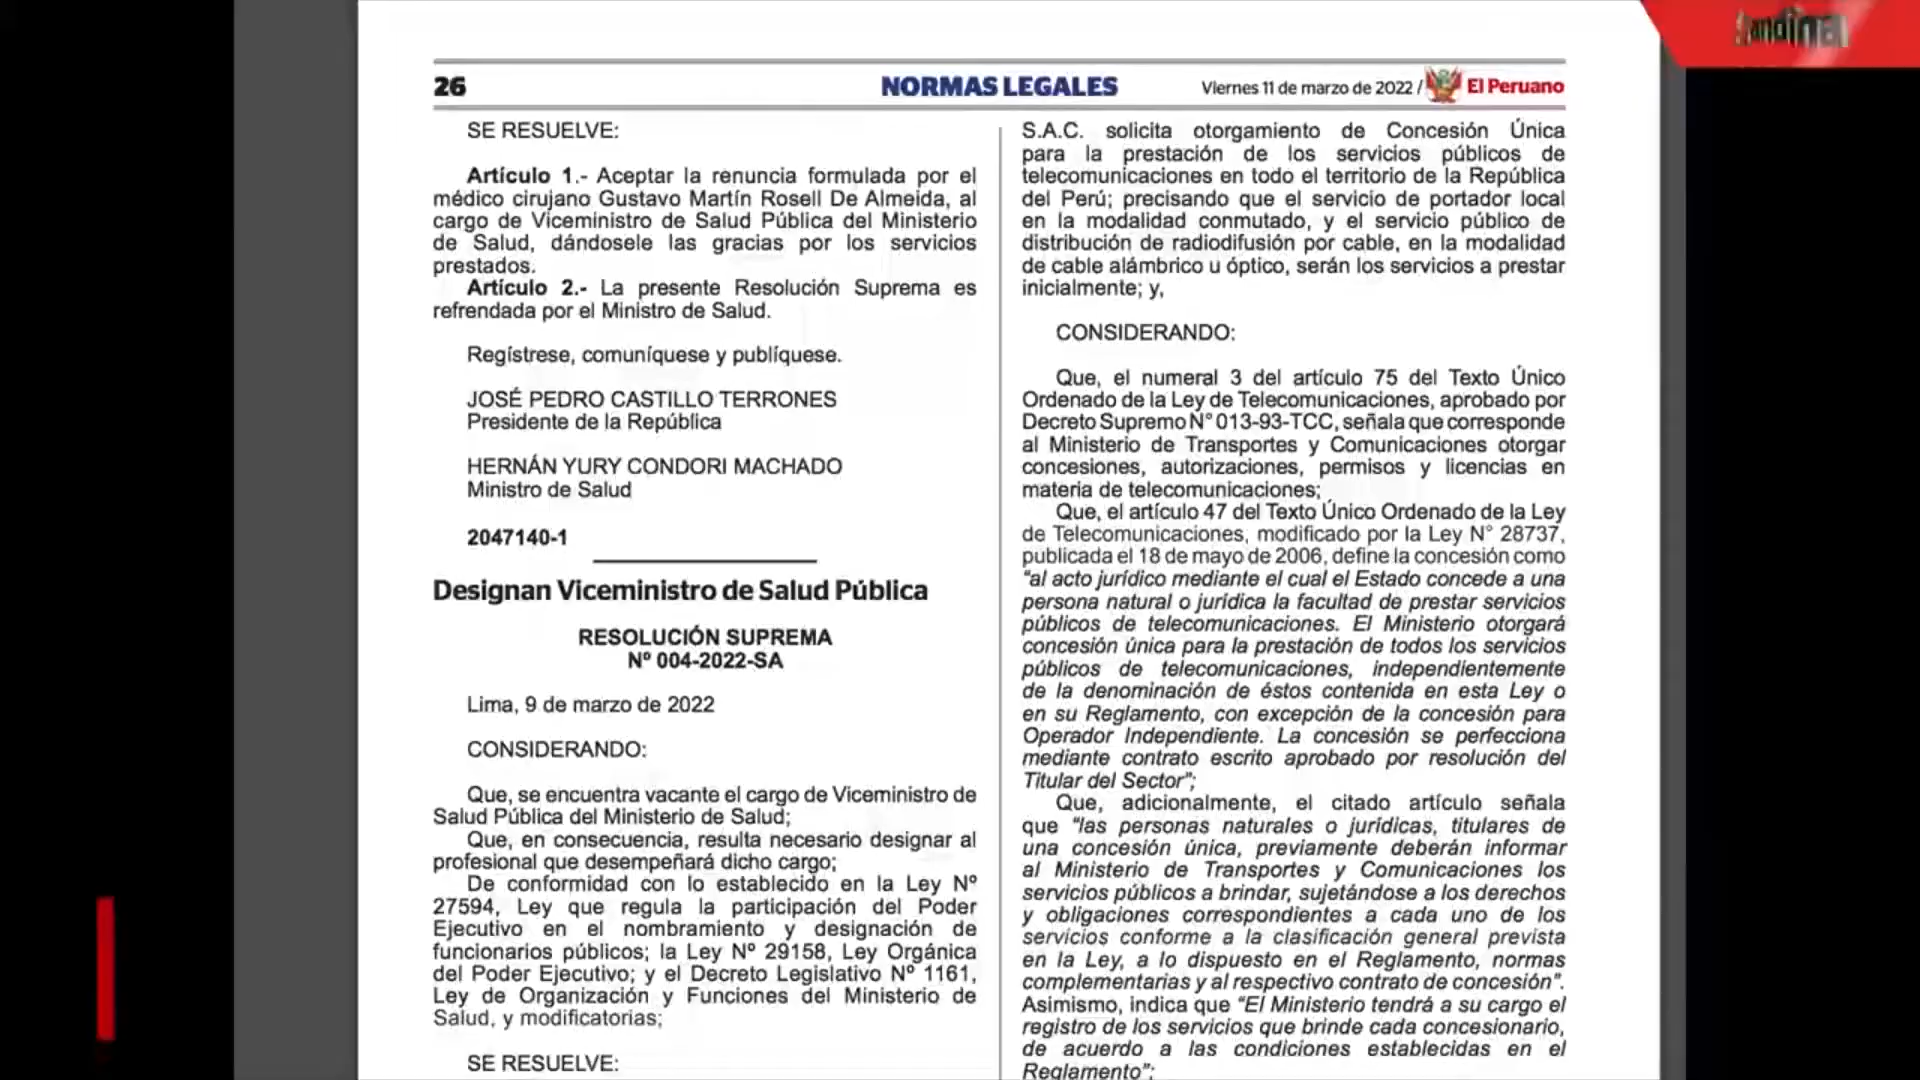 andina
26
NORMAS LEGALES
Viernes 11 de marzo de 2022 /
El Peruano
SE RESUELVE:
Artículo 1.- Aceptar la renuncia formulada por el
médico cirujano Gustavo Martín Rosell De Almeida, al
cargo de Viceministro de Salud Pública del Ministerio
de Salud, dándosele las gracias por los servicios
prestados.
Artículo 2.- La presente Resolución Suprema es
refrendada por el Ministro de Salud.
Regístrese, comuníquese y publíquese.
JOSÉ PEDRO CASTILLO TERRONES
Presidente de la República
HERNÁN YURY CONDORI MACHADO
Ministro de Salud
2047140-1
Designan Viceministro de Salud Pública
RESOLUCIÓN SUPREMA
Nº 004-2022-SA
Lima, 9 de marzo de 2022
CONSIDERANDO:
Que, se encuentra vacante el cargo de Viceministro de
Salud Pública del Ministerio de Salud;
Que, en consecuencia, resulta necesario designar al
profesional que desempeñará dicho cargo;
De conformidad con lo establecido en la Ley Nº
27594, Ley que regula la participación del Poder
Ejecutivo en el nombramiento y designación de
funcionarios públicos; la Ley Nº 29158, Ley Orgánica
del Poder Ejecutivo; y el Decreto Legislativo Nº 1161,
Ley de Organización y Funciones del Ministerio de
Salud, y modificatorias;
SE RESUELVE:
S.A.C. solicita otorgamiento de Concesión Única
para la prestación de los servicios públicos de
telecomunicaciones en todo el territorio de la República
del Perú; precisando que el servicio de portador local
en la modalidad conmutado, y el servicio público de
distribución de radiodifusión por cable, en la modalidad
de cable alámbrico u óptico, serán los servicios a prestar
inicialmente; y,
CONSIDERANDO:
Que, el numeral 3 del artículo 75 del Texto Único
Ordenado de la Ley de Telecomunicaciones, aprobado por
Decreto Supremo N° 013-93-TCC, señala que corresponde
al Ministerio de Transportes y Comunicaciones otorgar
concesiones, autorizaciones, permisos y licencias en
materia de telecomunicaciones;
Que, el artículo 47 del Texto Único Ordenado de la Ley
de Telecomunicaciones, modificado por la Ley N° 28737,
publicada el 18 de mayo de 2006, define la concesión como
“al acto jurídico mediante el cual el Estado concede a una
persona natural o jurídica la facultad de prestar servicios
públicos de telecomunicaciones. El Ministerio otorgará
concesión única para la prestación de todos los servicios
públicos de telecomunicaciones, independientemente
de la denominación de éstos contenida en esta Ley o
en su Reglamento, con excepción de la concesión para
Operador Independiente. La concesión se perfecciona
mediante contrato escrito aprobado por resolución del
Titular del Sector”;
Que, adicionalmente, el citado artículo señala
que “las personas naturales o jurídicas, titulares de
una concesión única, previamente deberán informar
al Ministerio de Transportes y Comunicaciones los
servicios públicos a brindar, sujetándose a los derechos
y obligaciones correspondientes a cada uno de los
servicios conforme a la clasificación general prevista
en la Ley, a lo dispuesto en el Reglamento, normas
complementarias y al respectivo contrato de concesión”.
Asimismo, indica que “El Ministerio tendrá a su cargo el
registro de los servicios que brinde cada concesionario,
de acuerdo a las condiciones establecidas en el
Reglamento”;